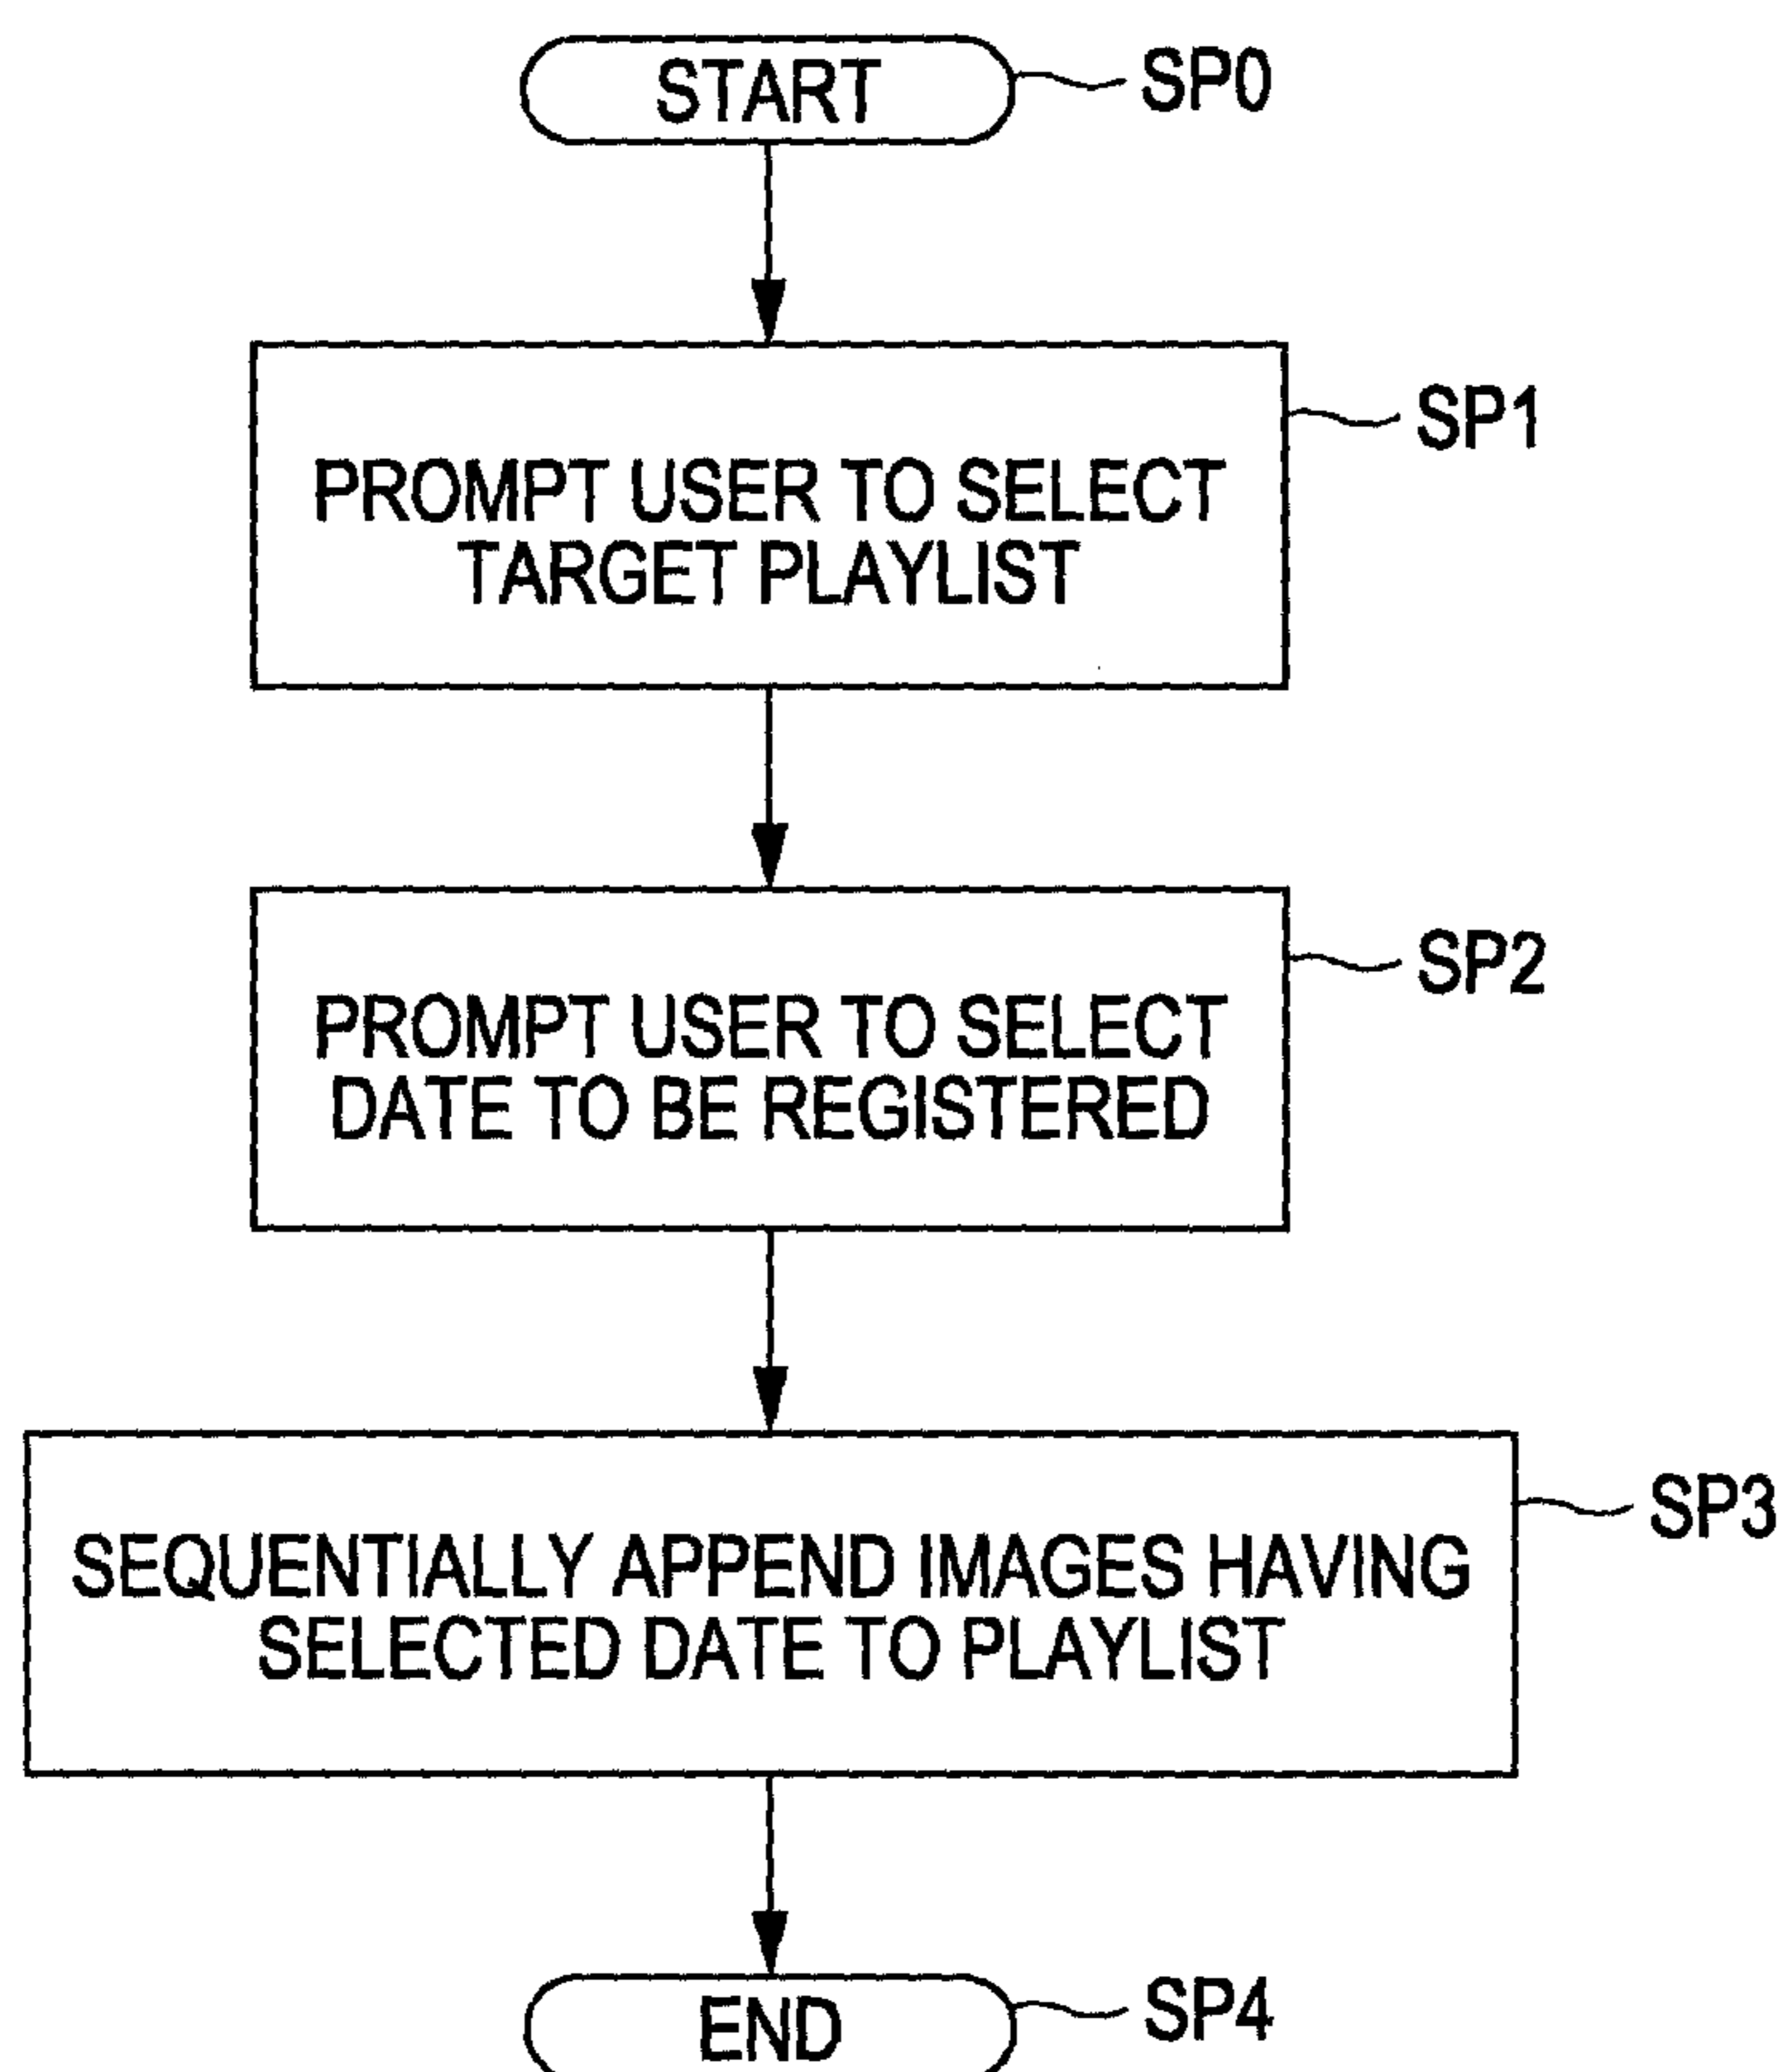 START
SP0
PROMPT USER TO SELECT
TARGET PLAYLIST
SP1
PROMPT USER TO SELECT
DATE TO BE REGISTERED
SP2
SEQUENTIALLY APPEND IMAGES HAVING
SELECTED DATE TO PLAYLIST
SP3
END
SP4